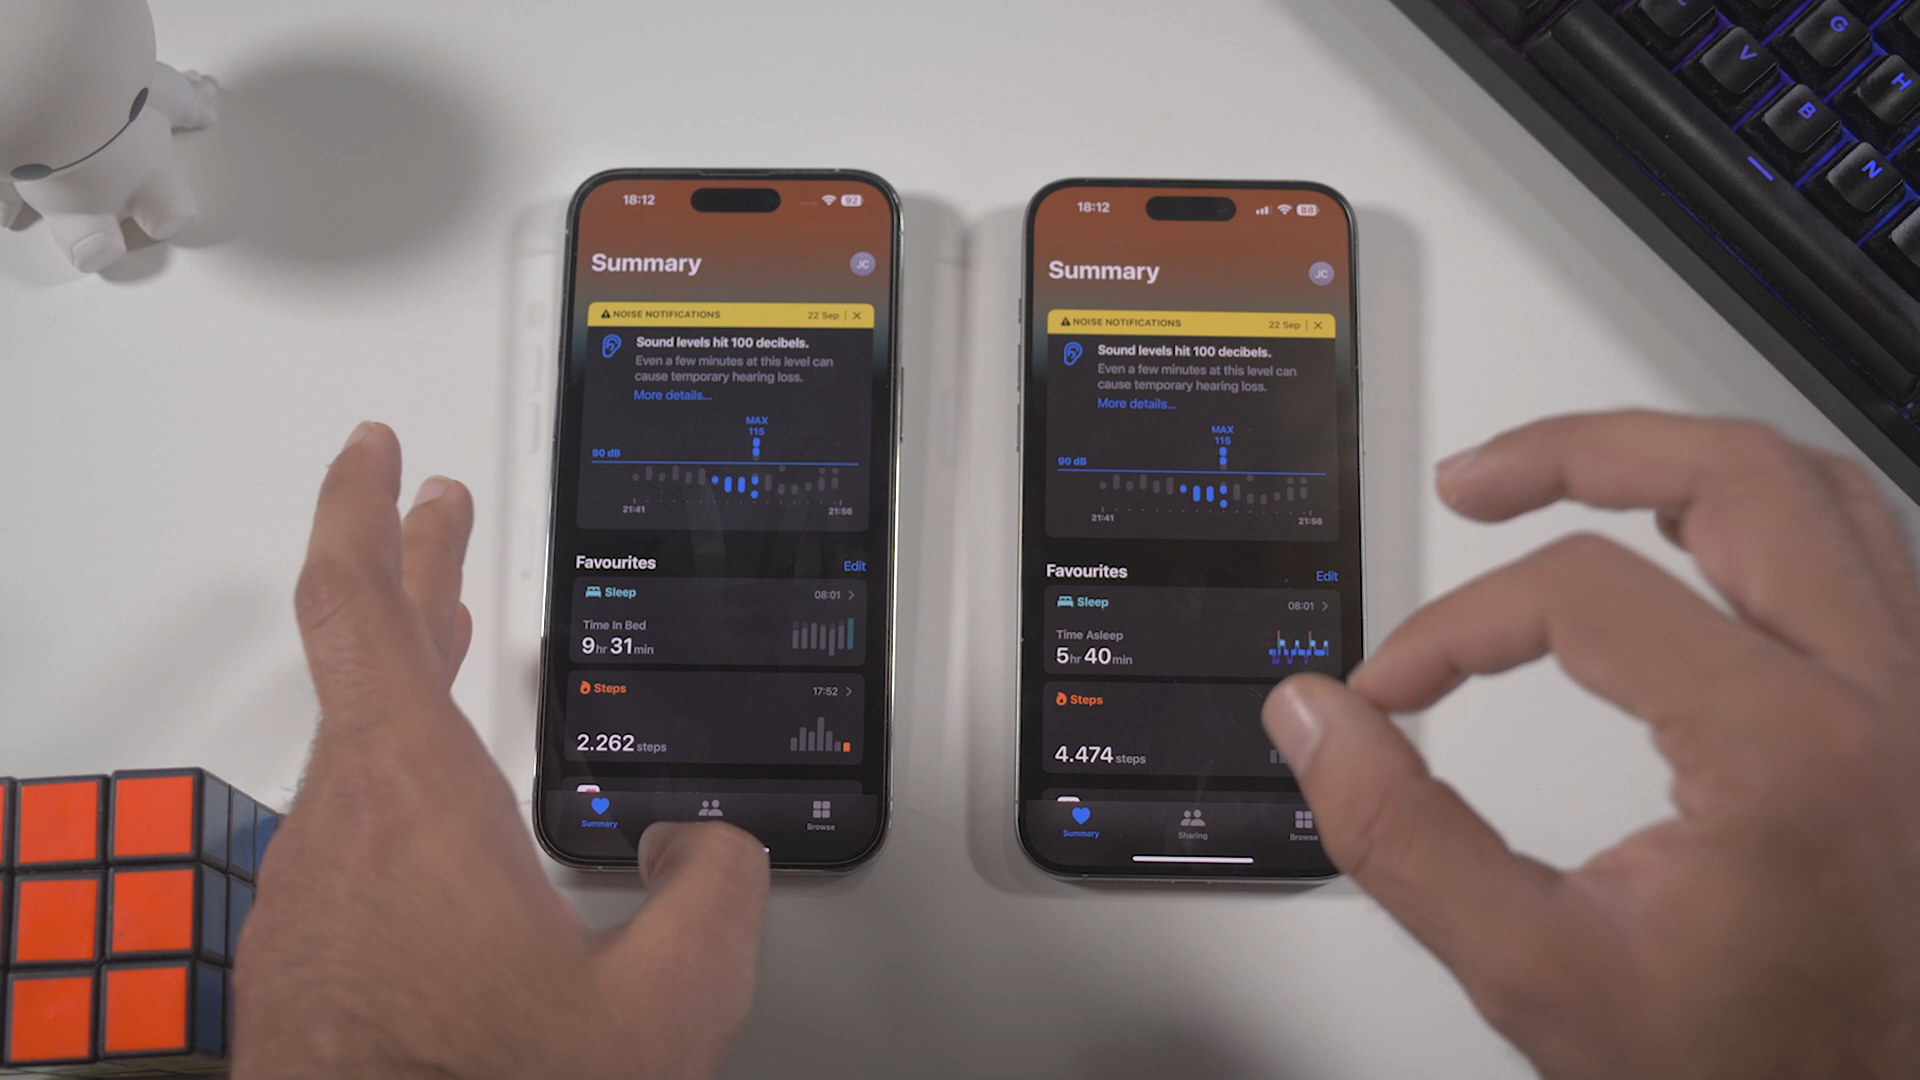 18:12
92
Summary
JC
NOISE NOTIFICATIONS
22 Sep
Sound levels hit 100 decibels.
Even a few minutes at this level can
cause temporary hearing loss.
More details...
MAX
115
90 dB
21:41
21:56
Favourites
Edit
Sleep
08:01
Time In Bed
9hr 31min
Steps
17:52
2.262 steps
Summary
Browse
18:12
88
Summary
JC
NOISE NOTIFICATIONS
22 Sep
Sound levels hit 100 decibels.
Even a few minutes at this level can
cause temporary hearing loss.
More details...
MAX
115
90 dB
21:41
21:56
Favourites
Edit
Sleep
08:01
Time Asleep
5hr 40min
Steps
4.474 steps
Summary
Sharing
Browse
G
V
H
B
N